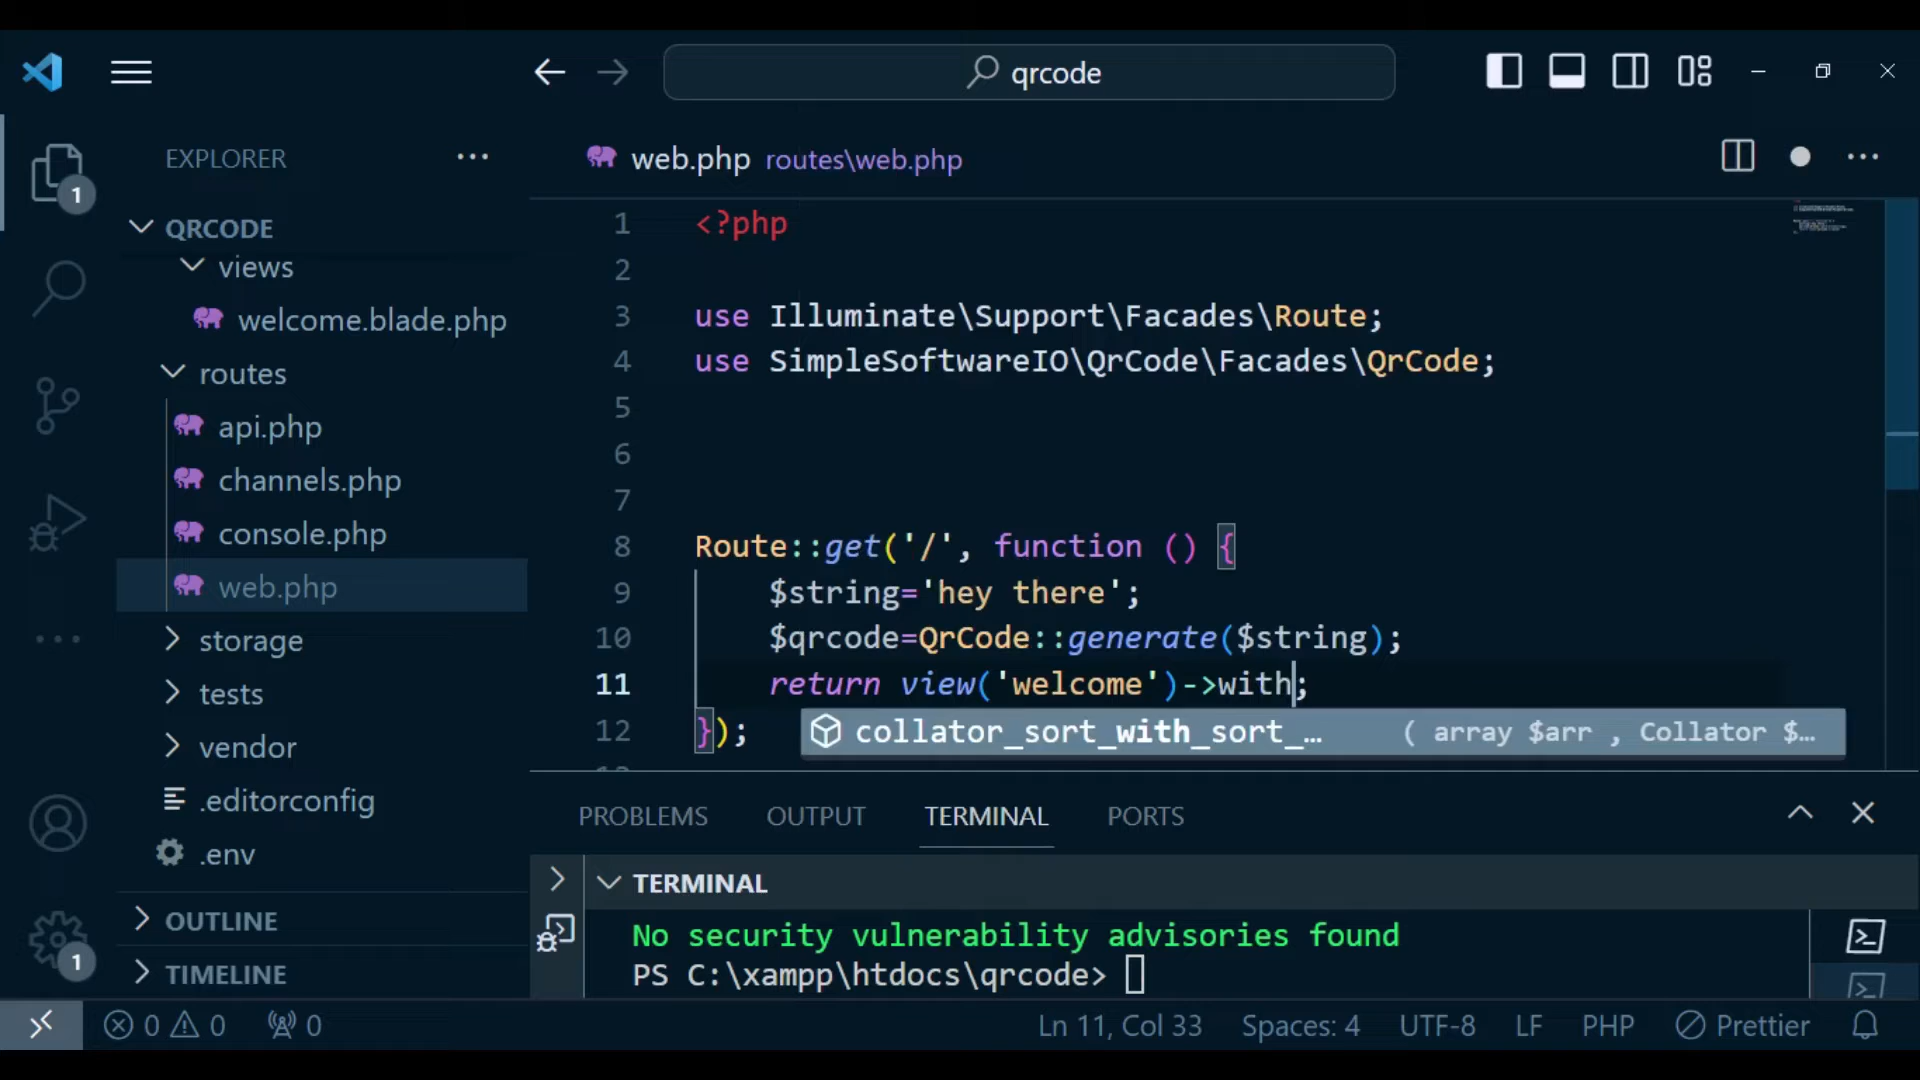 qrcode
EXPLORER
web.php routes\web.php
1
QRCODE
views
welcome.blade.php
routes
api.php
channels.php
console.php
web.php
storage
tests
vendor
.editorconfig
.env
OUTLINE
TIMELINE
1
1 <?php
2
3 use Illuminate\Support\Facades\Route;
4 use SimpleSoftwareIO\QrCode\Facades\QrCode;
5
6
7
8 Route::get('/', function () {
9 $string='hey there';
10 $qrcode=QrCode::generate($string);
11 return view('welcome')->with;
12 });
collator_sort_with_sort_… ( array $arr , Collator $…
PROBLEMS OUTPUT TERMINAL PORTS
TERMINAL
No security vulnerability advisories found
PS C:\xampp\htdocs\qrcode>
0 0 0 Ln 11, Col 33 Spaces: 4 UTF-8 LF PHP Prettier